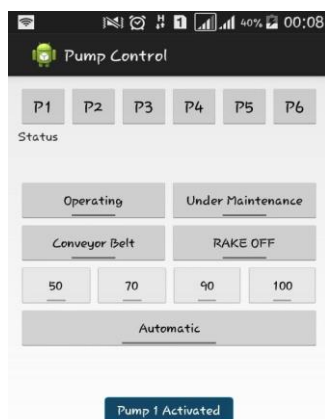 1 40% 00:08
Pump Control
P1 P2 P3 P4 P5 P6
Status
Operating Under Maintenance
Conveyor Belt RAKE OFF
50 70 90 100
Automatic
Pump 1 Activated